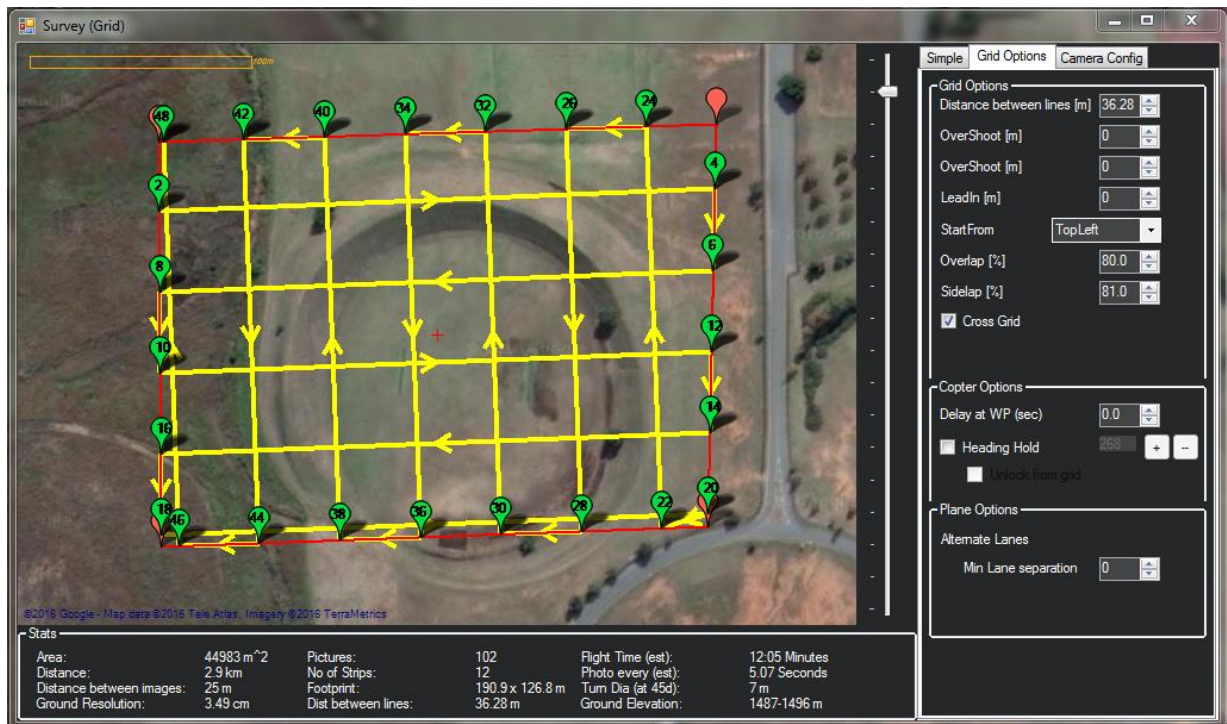 Survey (Grid)
100m
48
42
40
34
32
26
24
2
4
8
6
10
12
16
14
18
46
44
38
36
30
28
22
20
©2016 Google - Map data ©2016 Tele Atlas, Imagery ©2016 TerraMetrics
Simple
Grid Options
Camera Config
Grid Options
Distance between lines [m] 36.28
OverShoot [m] 0
OverShoot [m] 0
LeadIn [m] 0
StartFrom TopLeft
Overlap [%] 80.0
Sidelap [%] 81.0
Cross Grid
Copter Options
Delay at WP (sec) 0.0
Heading Hold 268 + --
Unlock from grid
Plane Options
Alternate Lanes
Min Lane separation 0
Stats
Area: 44983 m^2 Pictures: 102 Flight Time (est): 12:05 Minutes
Distance: 2.9 km No of Strips: 12 Photo every (est): 5.07 Seconds
Distance between images: 25 m Footprint: 190.9 x 126.8 m Turn Dia (at 45d): 7 m
Ground Resolution: 3.49 cm Dist between lines: 36.28 m Ground Elevation: 1487-1496 m